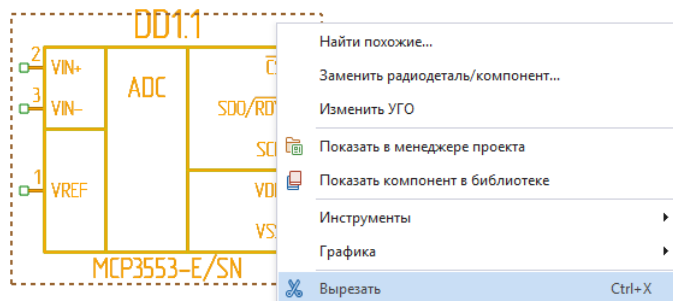 DD1.1
2
VIN+
3
VIN–
ADC
SDO/RD
1
VREF
MCP3553-E/SN
Найти похожие...
Заменить радиодеталь/компонент...
Изменить УГО
Показать в менеджере проекта
Показать компонент в библиотеке
Инструменты
Графика
Вырезать Ctrl+X